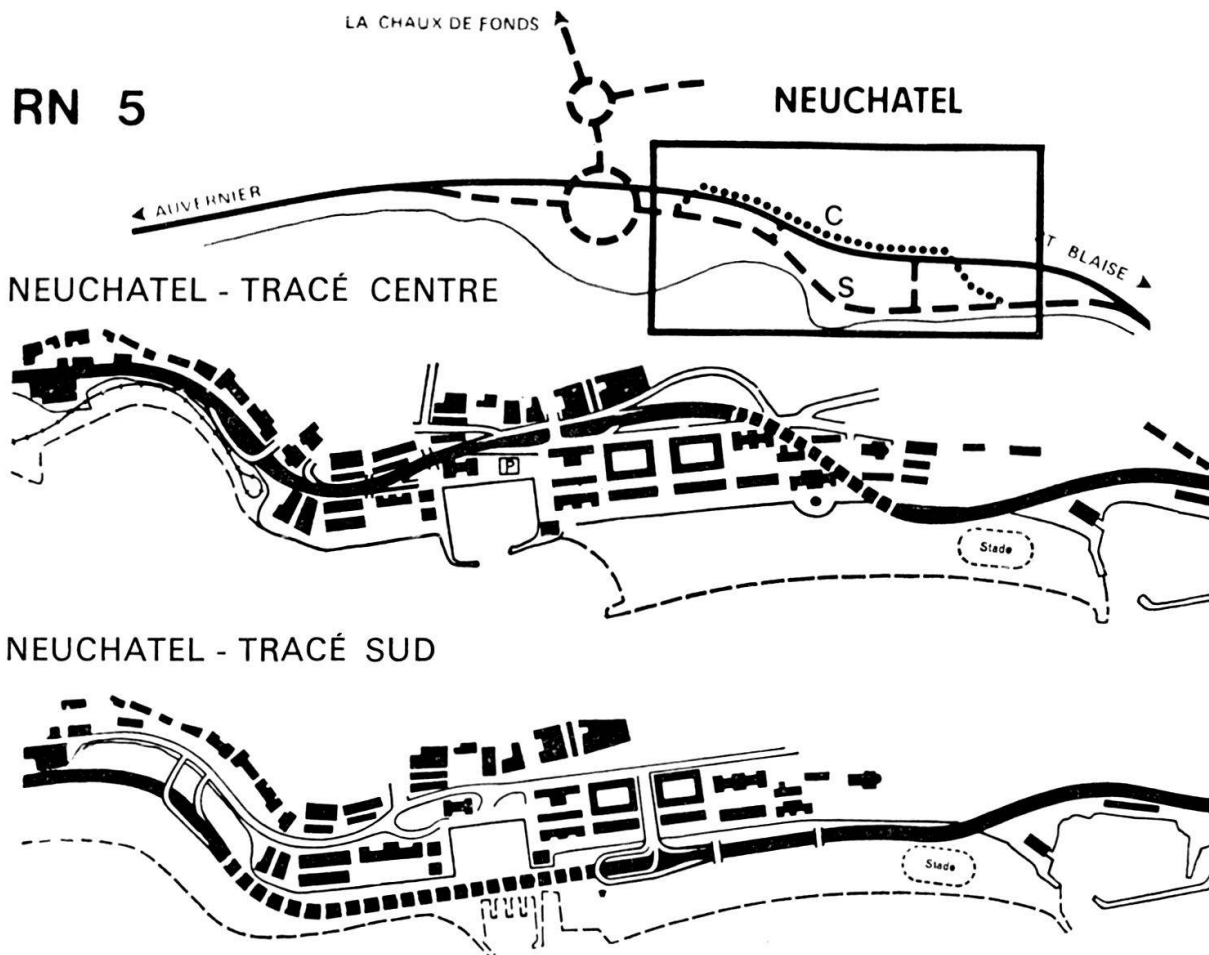 LA CHAUX DE FONDS
RN 5
NEUCHATEL
AUVERNIER
C
S
T BLAISE
NEUCHATEL - TRACÉ CENTRE
P
Stade
NEUCHATEL - TRACÉ SUD
Stade